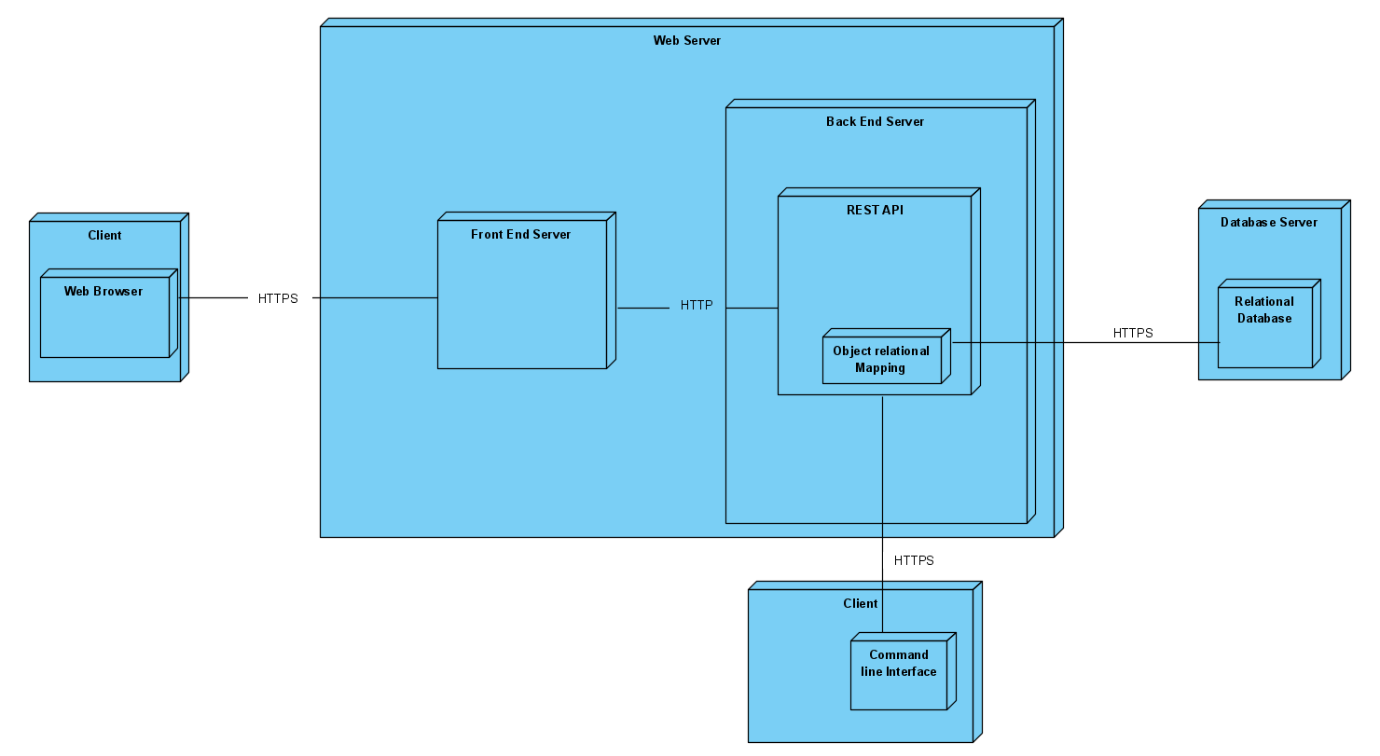 Web Server
Back End Server
REST API
Client
Front End Server
Database Server
Web Browser
HTTPS
HTTP
Relational
Database
HTTPS
Object relational
Mapping
HTTPS
Client
Command
line Interface